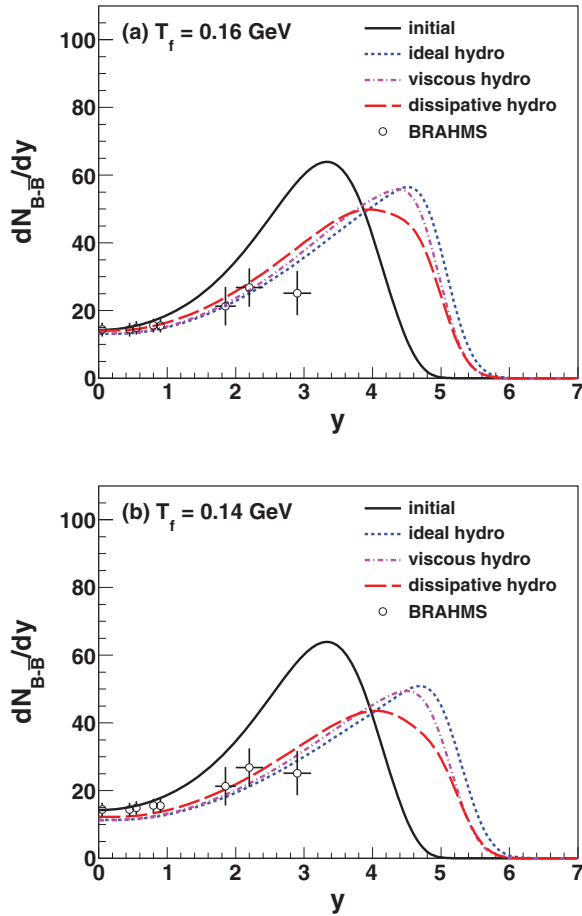 (a) T_f = 0.16 GeV
initial
ideal hydro
viscous hydro
dissipative hydro
BRAHMS
dN_{B-B̅}/dy
100
80
60
40
20
0
0 1 2 3 4 5 6 7
y
(b) T_f = 0.14 GeV
initial
ideal hydro
viscous hydro
dissipative hydro
BRAHMS
dN_{B-B̅}/dy
100
80
60
40
20
0
0 1 2 3 4 5 6 7
y